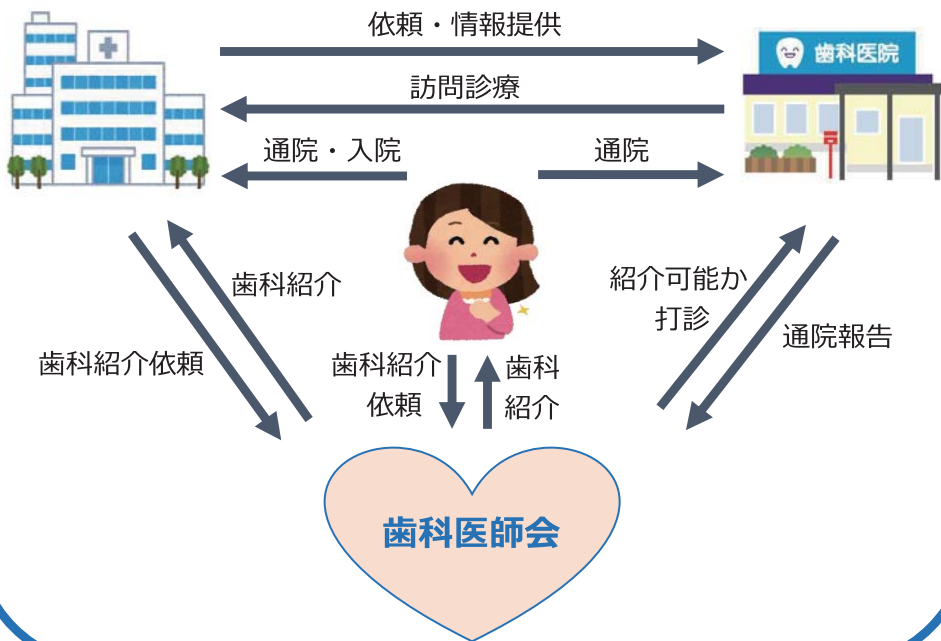 依頼・情報提供
歯科医院
訪問診療
通院・入院
通院
歯科紹介
紹介可能か
打診
通院報告
歯科紹介依頼
歯科紹介
依頼
歯科
紹介
歯科医師会